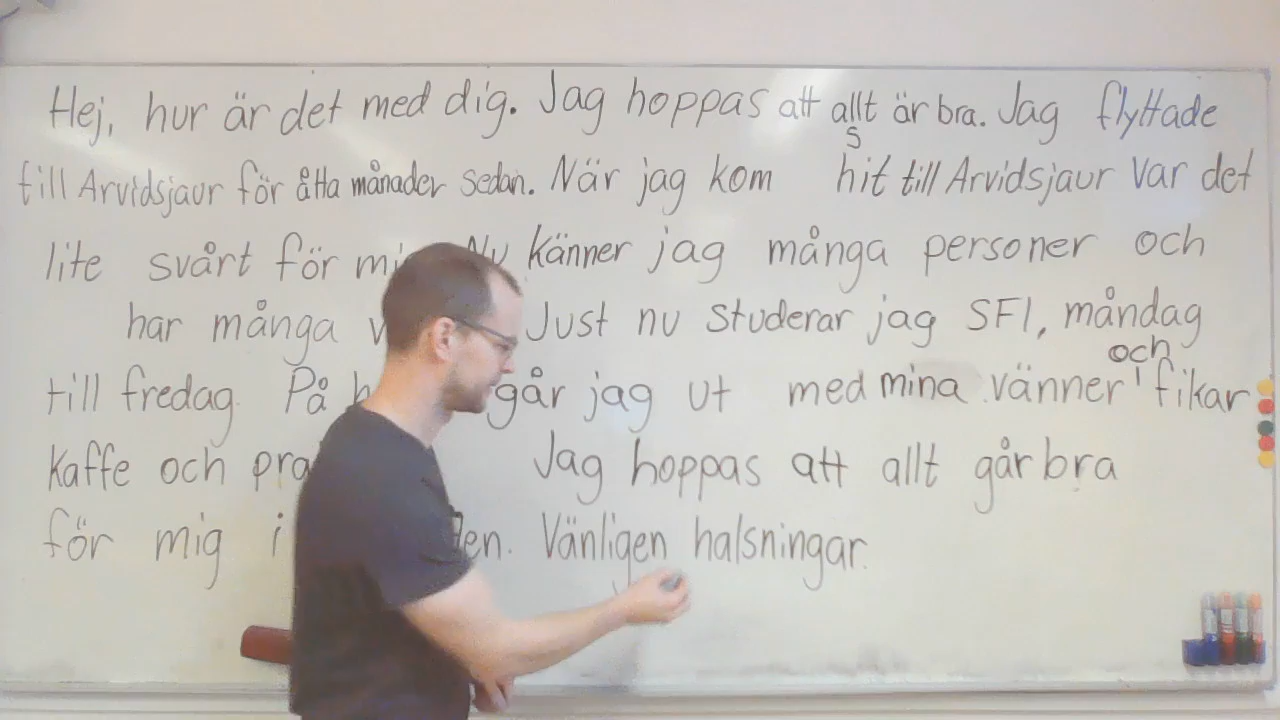 Hej, hur är det med dig. Jag hoppas att allt är bra. Jag flyttade
s
till Arvidsjaur för åtta månader sedan. När jag kom hit till Arvidsjaur var det
lite svårt för Nu känner jag många personer och
har många Just nu studerar jag SFI, måndag
och
till fredag. På går jag ut med mina vänner fikar
kaffe och Jag hoppas att allt går bra
för mig i Vänligen halsningar.